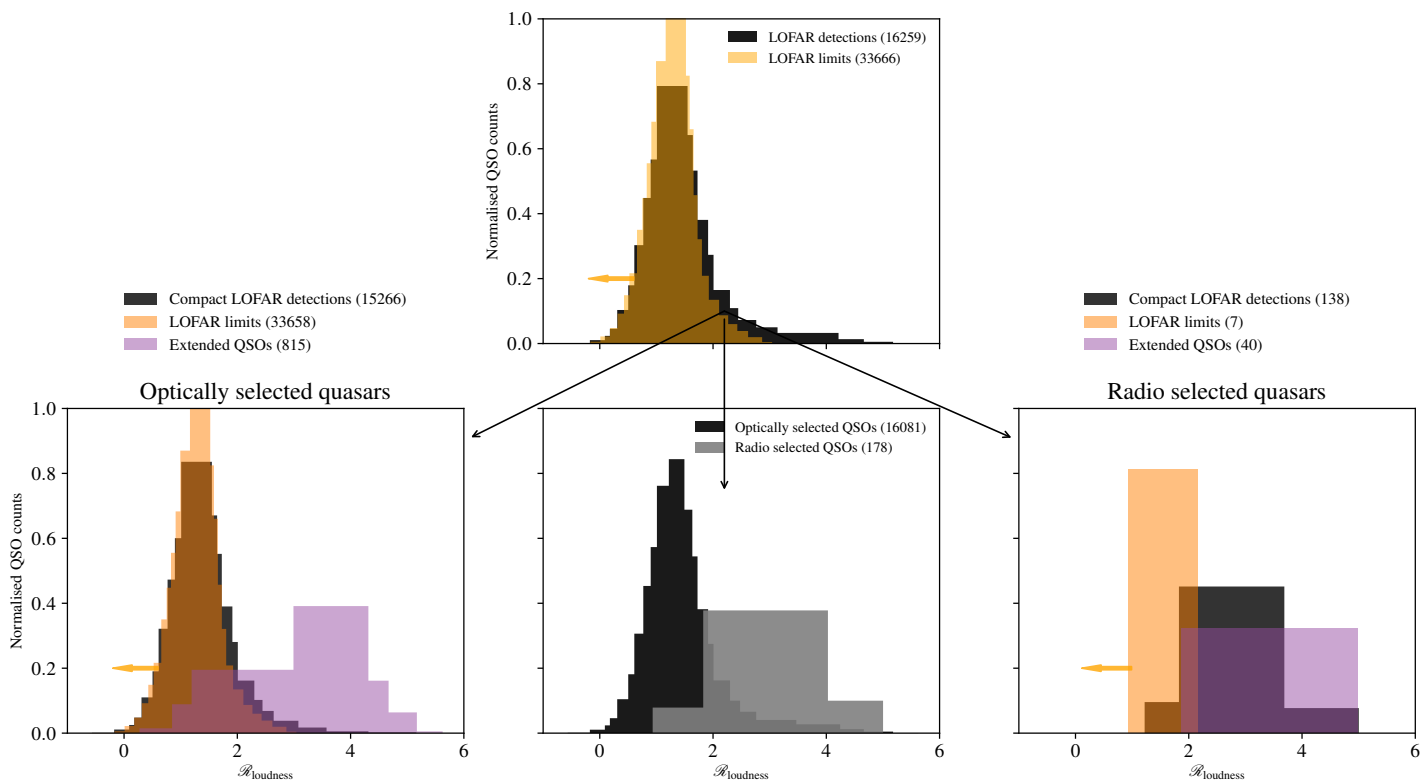 1.0
0.8
0.6
0.4
0.2
0.0
Normalised QSO counts
LOFAR detections (16259)
LOFAR limits (33666)
0
2
4
6
Compact LOFAR detections (15266)
LOFAR limits (33658)
Extended QSOs (815)
Compact LOFAR detections (138)
LOFAR limits (7)
Extended QSOs (40)
Optically selected quasars
1.0
0.8
0.6
0.4
0.2
0.0
Normalised QSO counts
0
2
4
6
ℛloudness
Optically selected QSOs (16081)
Radio selected QSOs (178)
0
2
4
6
ℛloudness
Radio selected quasars
0
2
4
6
ℛloudness